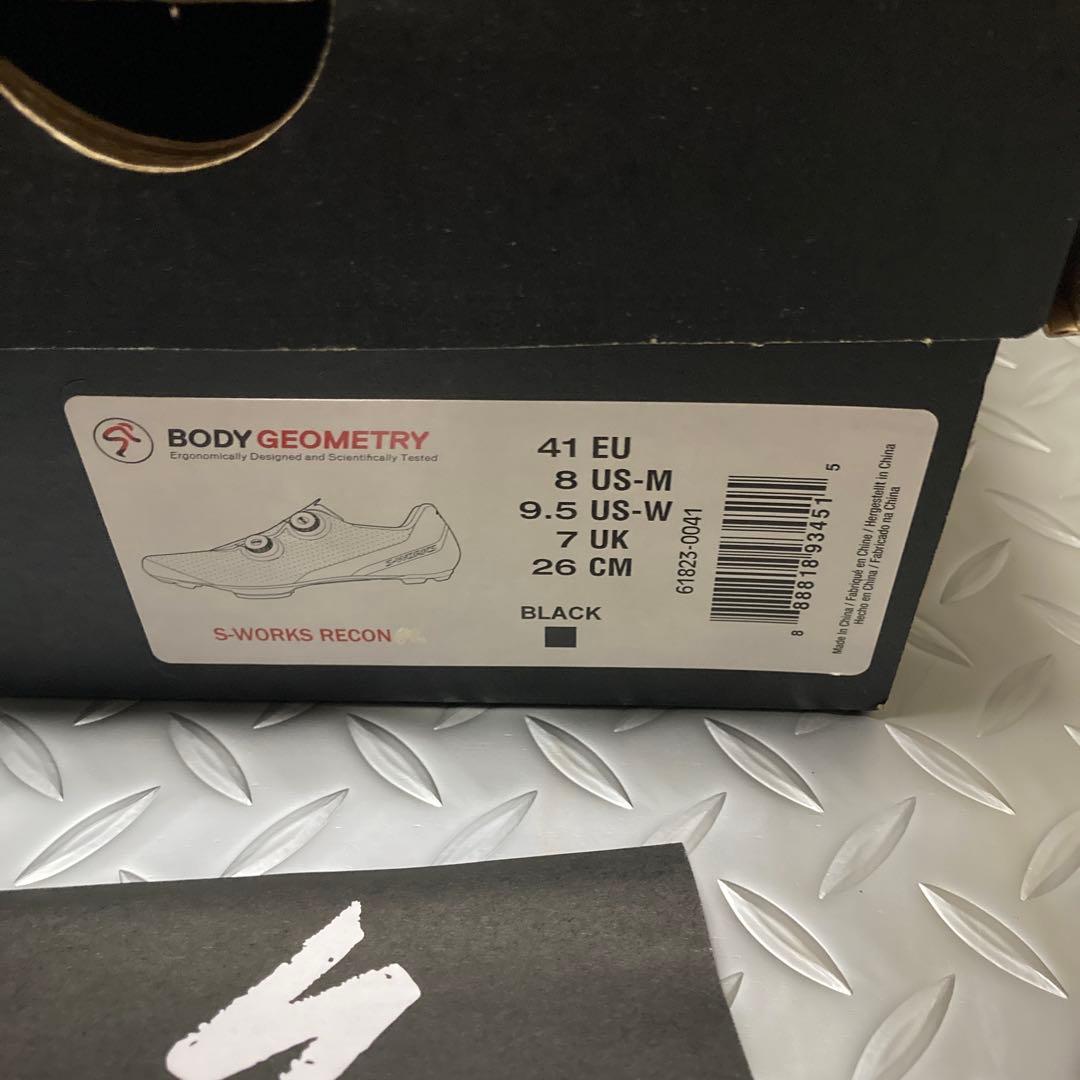 BODY GEOMETRY
Ergonomically Designed and Scientifically Tested
S-WORKS RECON
41 EU
8 US-M
9.5 US-W
7 UK
26 CM
BLACK
61823-0041
8 88818 93451 5
Made in China / Fabriqué en Chine / Hergestellt in China
Hecho en China / Fabricado na China